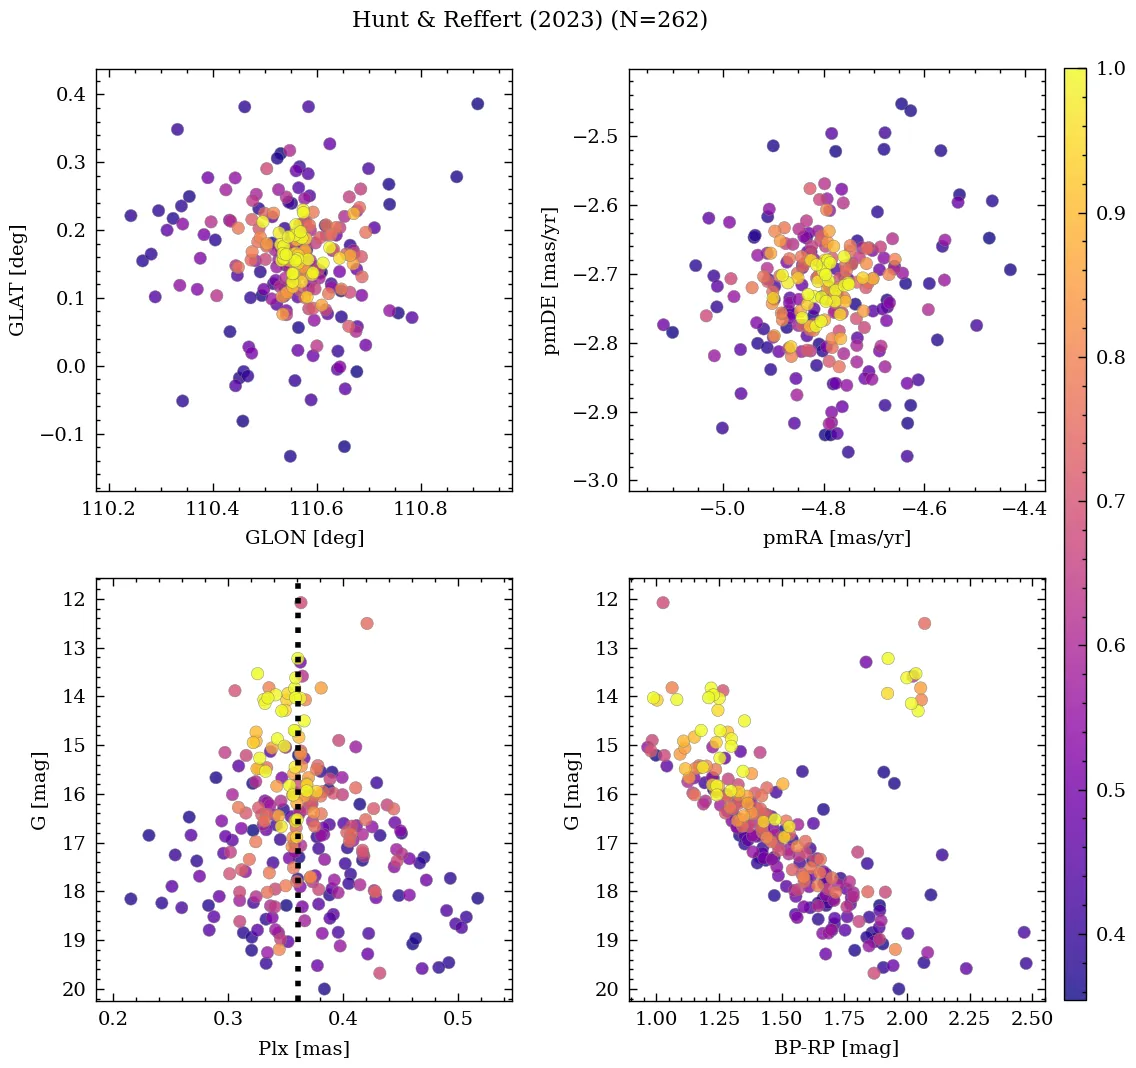 Hunt & Reffert (2023) (N=262)
0.4
0.3
0.2
0.1
0.0
−0.1
GLAT [deg]
110.2 110.4 110.6 110.8
GLON [deg]
−2.5
−2.6
−2.7
−2.8
−2.9
−3.0
pmDE [mas/yr]
−5.0 −4.8 −4.6 −4.4
pmRA [mas/yr]
12
13
14
15
16
17
18
19
20
G [mag]
0.2 0.3 0.4 0.5
Plx [mas]
12
13
14
15
16
17
18
19
20
G [mag]
1.00 1.25 1.50 1.75 2.00 2.25 2.50
BP-RP [mag]
1.0
0.9
0.8
0.7
0.6
0.5
0.4